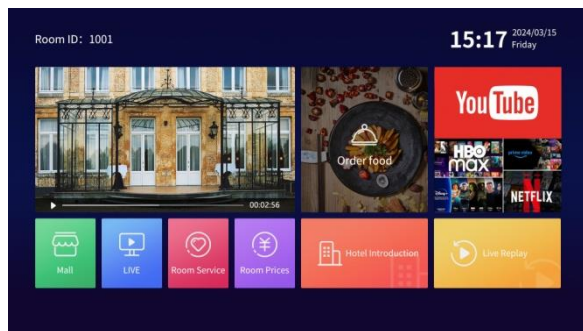 Room ID: 1001
15:17
2024/03/15
Friday
Order food
00:02:56
YouTube
HBO
max
prime video
Disney+
NETFLIX
Mall
LIVE
Room Service
Room Prices
Hotel Introduction
Live Replay